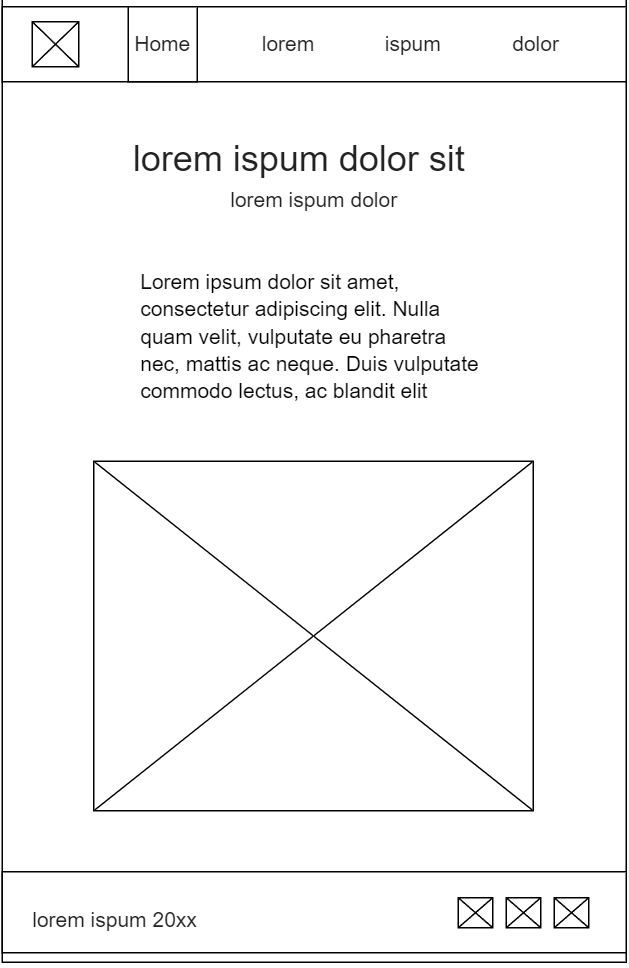 Home lorem ispum dolor
lorem ispum dolor sit
lorem ispum dolor
Lorem ipsum dolor sit amet,
consectetur adipiscing elit. Nulla
quam velit, vulputate eu pharetra
nec, mattis ac neque. Duis vulputate
commodo lectus, ac blandit elit
lorem ispum 20xx